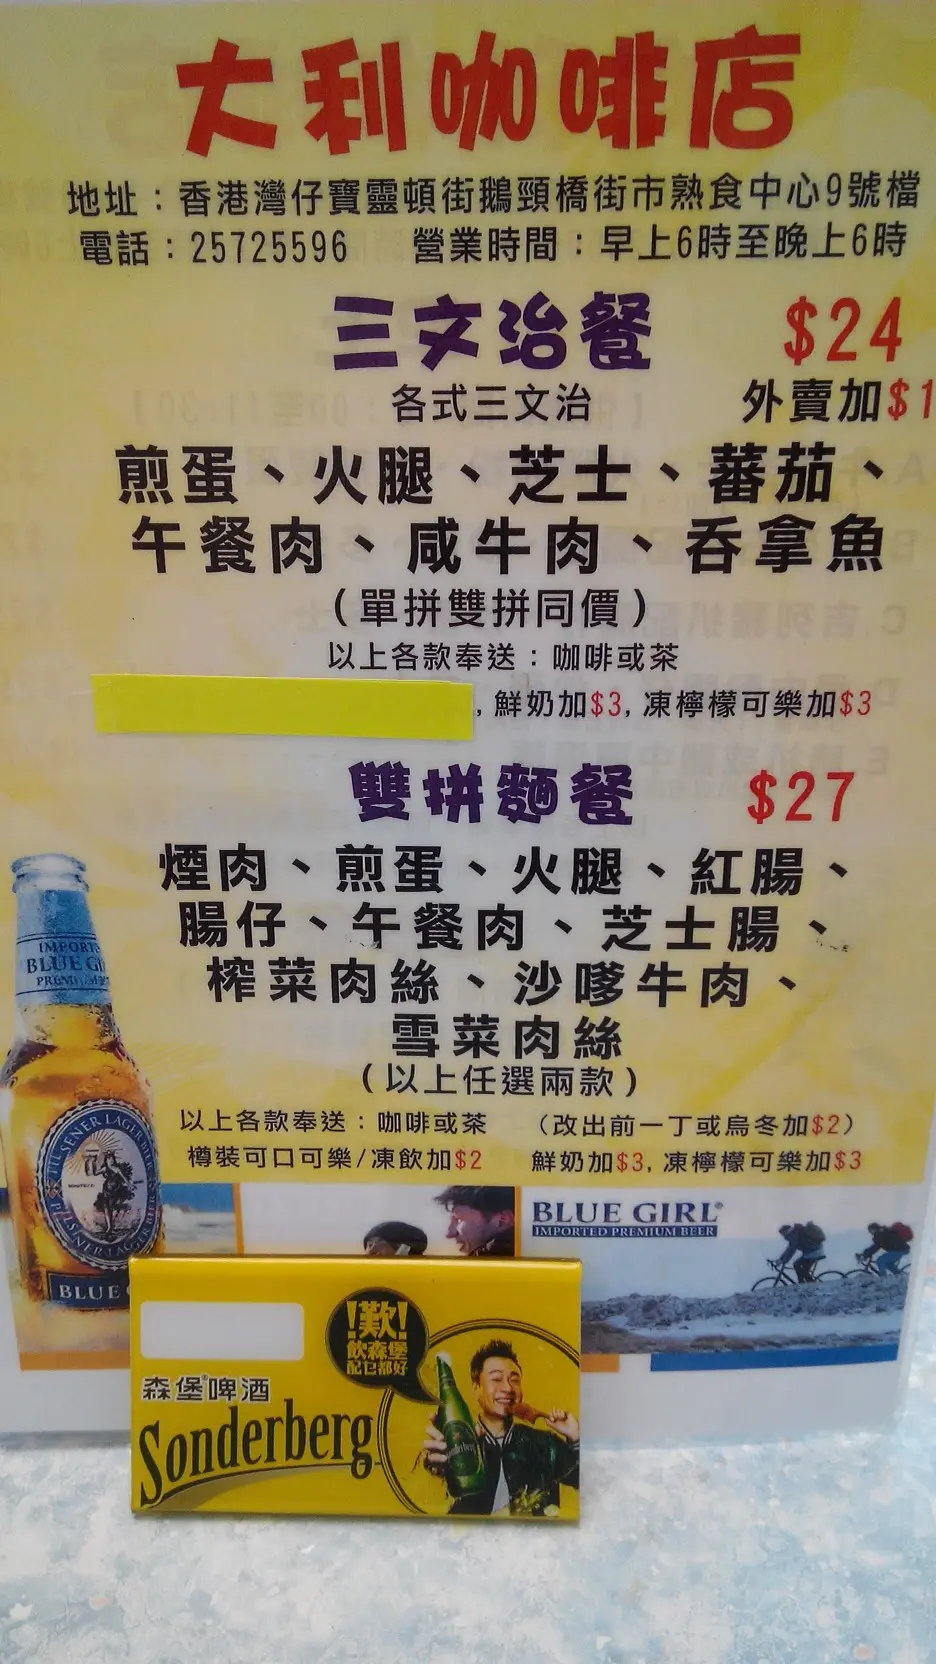 大利咖啡店
地址：香港灣仔寶靈頓街鵝頸橋街市熟食中心9號檔
電話：25725596 營業時間：早上6時至晚上6時
三文治餐 $24
各式三文治 外賣加$1
煎蛋、火腿、芝士、蕃茄、
午餐肉、咸牛肉、吞拿魚
（單拼雙拼同價）
以上各款奉送：咖啡或茶
, 鮮奶加$3, 凍檸檬可樂加$3
雙拼麵餐 $27
煙肉、煎蛋、火腿、紅腸、
腸仔、午餐肉、芝士腸、
榨菜肉絲、沙嗲牛肉、
雪菜肉絲
（以上任選兩款）
以上各款奉送：咖啡或茶 （改出前一丁或烏冬加$2）
樽裝可口可樂/凍飲加$2 鮮奶加$3, 凍檸檬可樂加$3
IMPORTED
BLUE GI
PREMIUM
PILSENER LAGER
BLUE
BLUE GIRL
IMPORTED PREMIUM BEER
!歎!
飲森堡
配乜都好
森堡®啤酒
Sonderberg